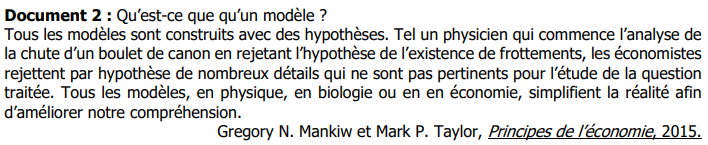 Document 2 : Qu'est-ce que qu'un modèle ?
Tous les modèles sont construits avec des hypothèses. Tel un physicien qui commence l'analyse de
la chute d'un boulet de canon en rejetant l'hypothèse de l'existence de frottements, les économistes
rejettent par hypothèse de nombreux détails qui ne sont pas pertinents pour l'étude de la question
traitée. Tous les modèles, en physique, en biologie ou en en économie, simplifient la réalité afin
d'améliorer notre compréhension.
Gregory N. Mankiw et Mark P. Taylor, Principes de l'économie, 2015.